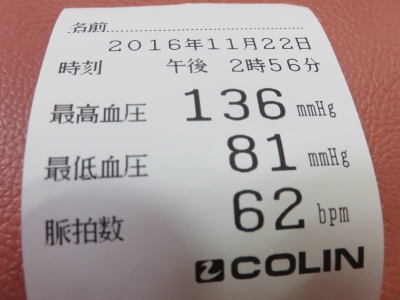 名前
2016年11月22日
時刻 午後 2時56分
最高血圧 136 mmHg
最低血圧 81 mmHg
脈拍数 62 bpm
COLIN